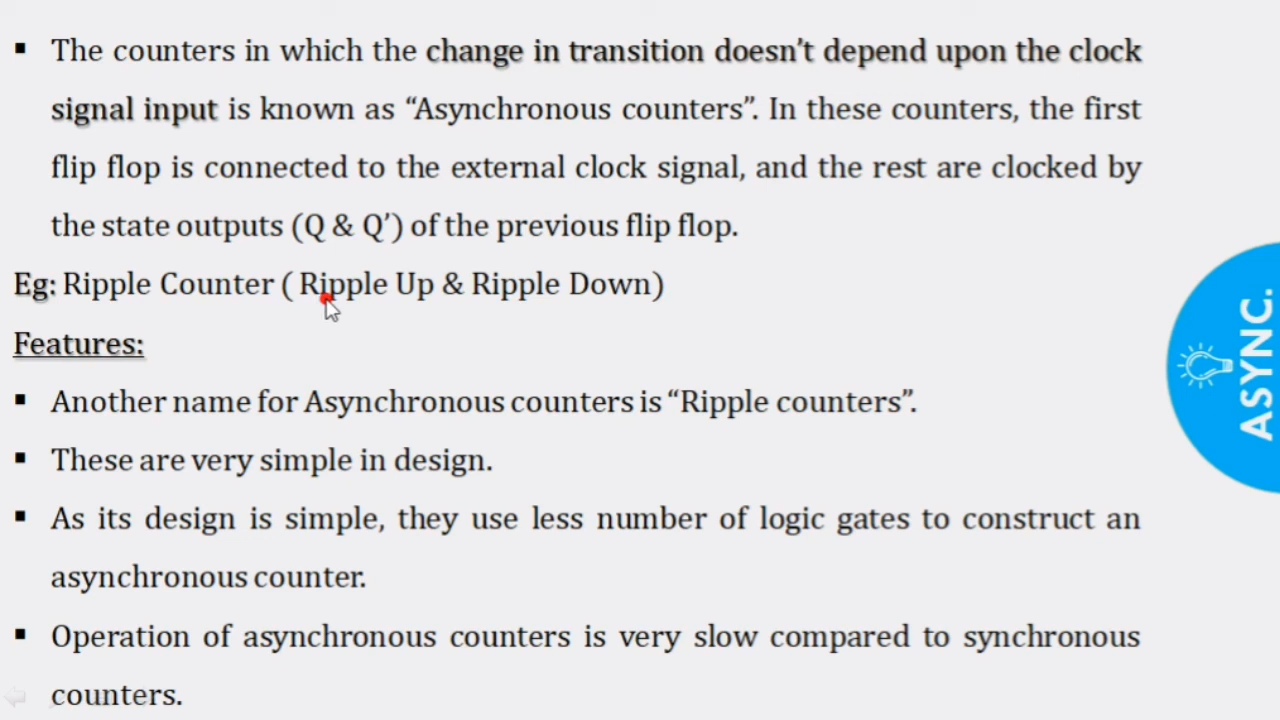 ▪ The counters in which the change in transition doesn’t depend upon the clock
signal input is known as “Asynchronous counters”. In these counters, the first
flip flop is connected to the external clock signal, and the rest are clocked by
the state outputs (Q & Q’) of the previous flip flop.
Eg: Ripple Counter ( Ripple Up & Ripple Down)
Features:
▪ Another name for Asynchronous counters is “Ripple counters”.
▪ These are very simple in design.
▪ As its design is simple, they use less number of logic gates to construct an
asynchronous counter.
▪ Operation of asynchronous counters is very slow compared to synchronous
counters.
ASYNC.